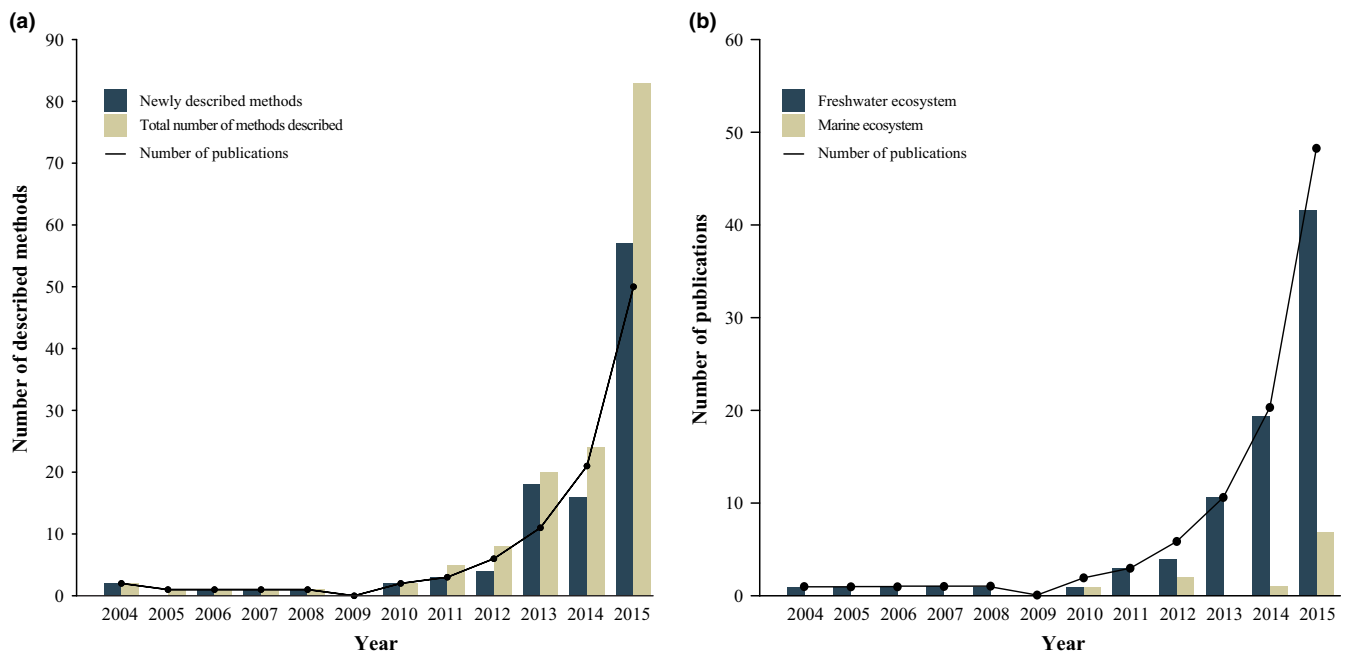 (a)
90
80
70
60
50
40
30
20
10
0
Number of described methods
Newly described methods
Total number of methods described
Number of publications
2004 2005 2006 2007 2008 2009 2010 2011 2012 2013 2014 2015
Year
(b)
60
50
40
30
20
10
0
Number of publications
Freshwater ecosystem
Marine ecosystem
Number of publications
2004 2005 2006 2007 2008 2009 2010 2011 2012 2013 2014 2015
Year